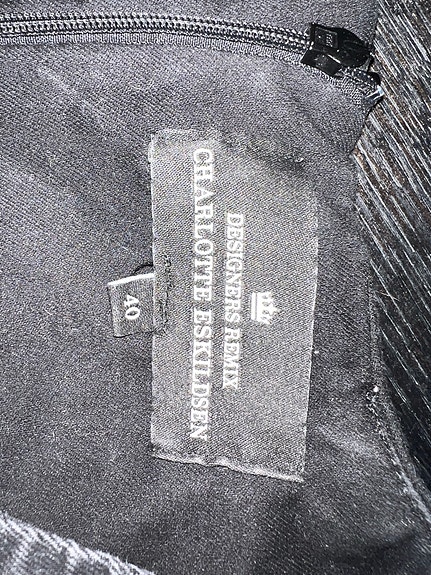 DESIGNERS REMIX
CHARLOTTE ESKILDSEN
40